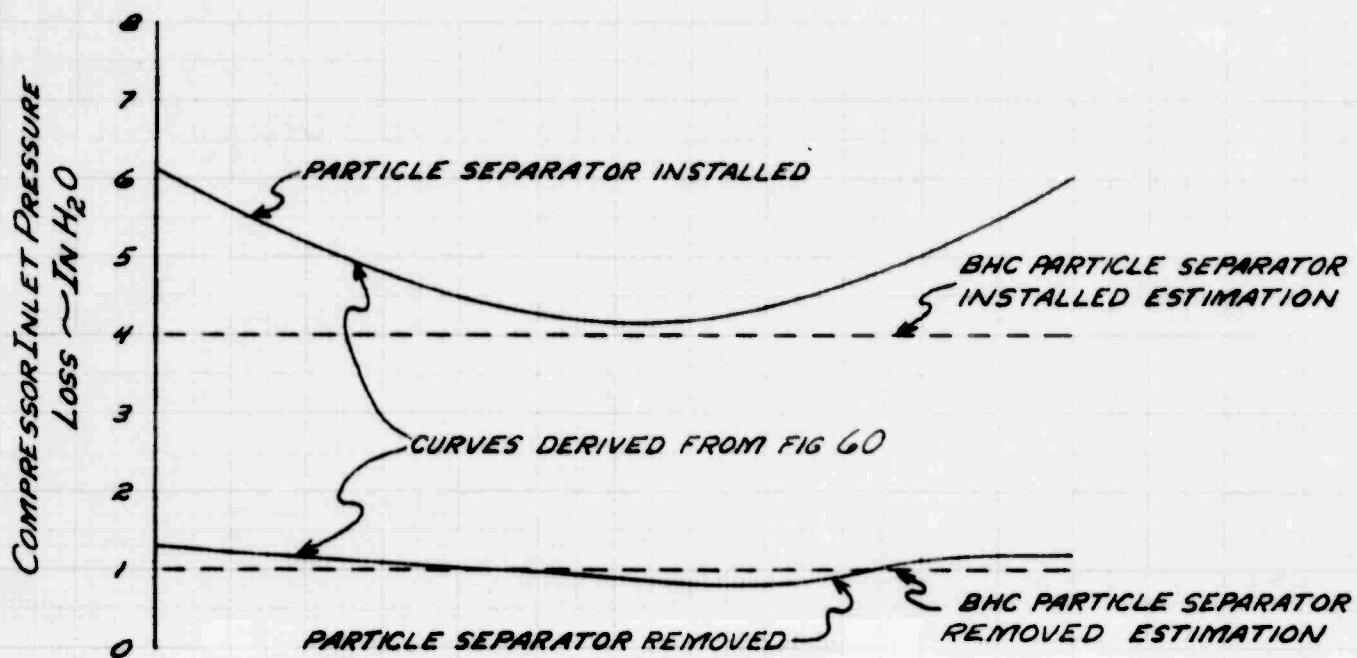 COMPRESSOR INLET PRESSURE
LOSS ~ IN H2O
8
7
6
5
4
3
2
1
0
PARTICLE SEPARATOR INSTALLED
BHC PARTICLE SEPARATOR
INSTALLED ESTIMATION
CURVES DERIVED FROM FIG 60
PARTICLE SEPARATOR REMOVED
BHC PARTICLE SEPARATOR
REMOVED ESTIMATION